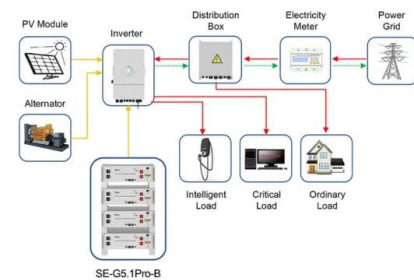 PV Module
Inverter
Distribution
Box
Electricity
Meter
Power
Grid
Alternator
Intelligent
Load
Critical
Load
Ordinary
Load
SE-G5.1Pro-B